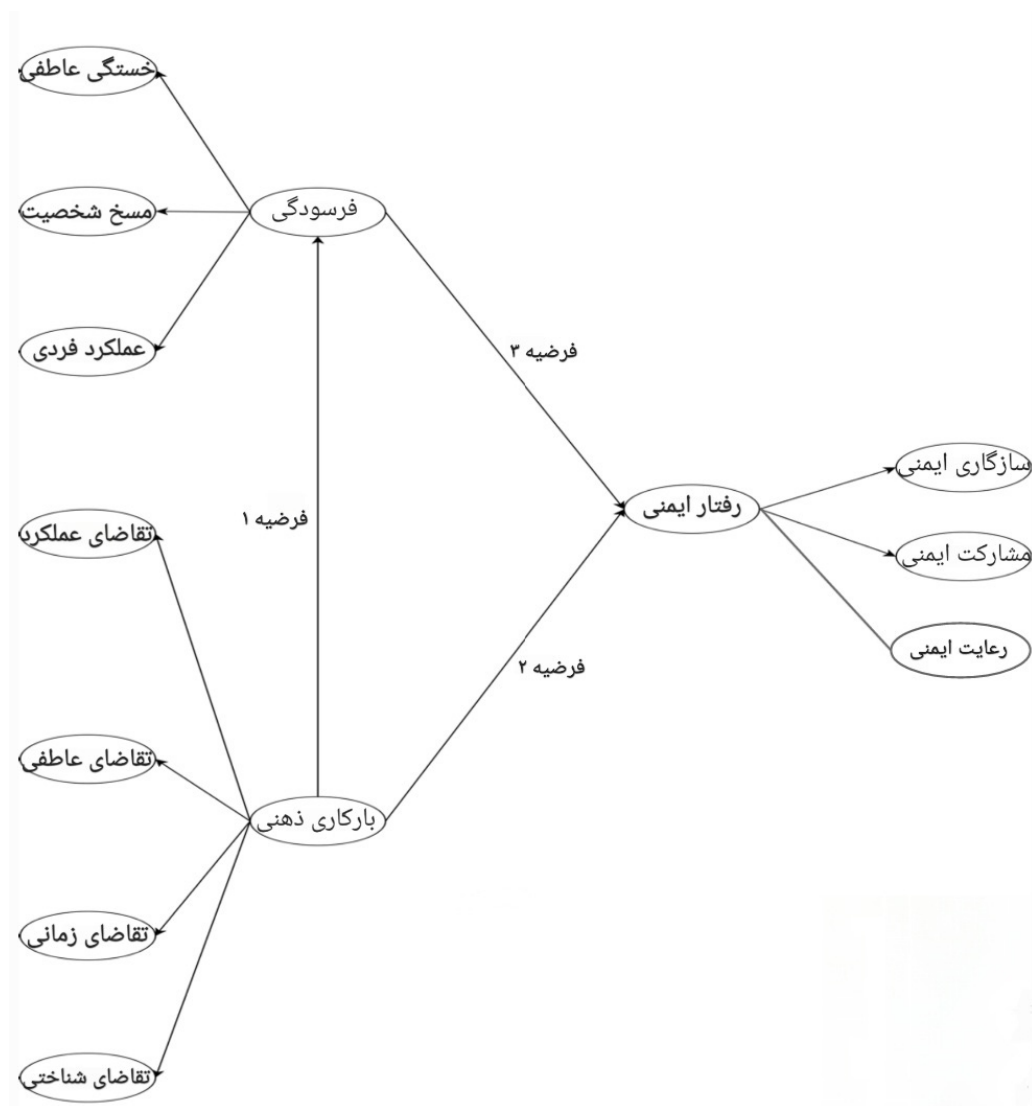 خستگی عاطفی
مسخ شخصیت
فرسودگی
عملکرد فردی
فرضیه ۳
سازگاری ایمنی
رفتار ایمنی
فرضیه ۱
تقاضای عملکرد
مشارکت ایمنی
رعایت ایمنی
فرضیه ۲
تقاضای عاطفی
بارکاری ذهنی
تقاضای زمانی
تقاضای شناختی